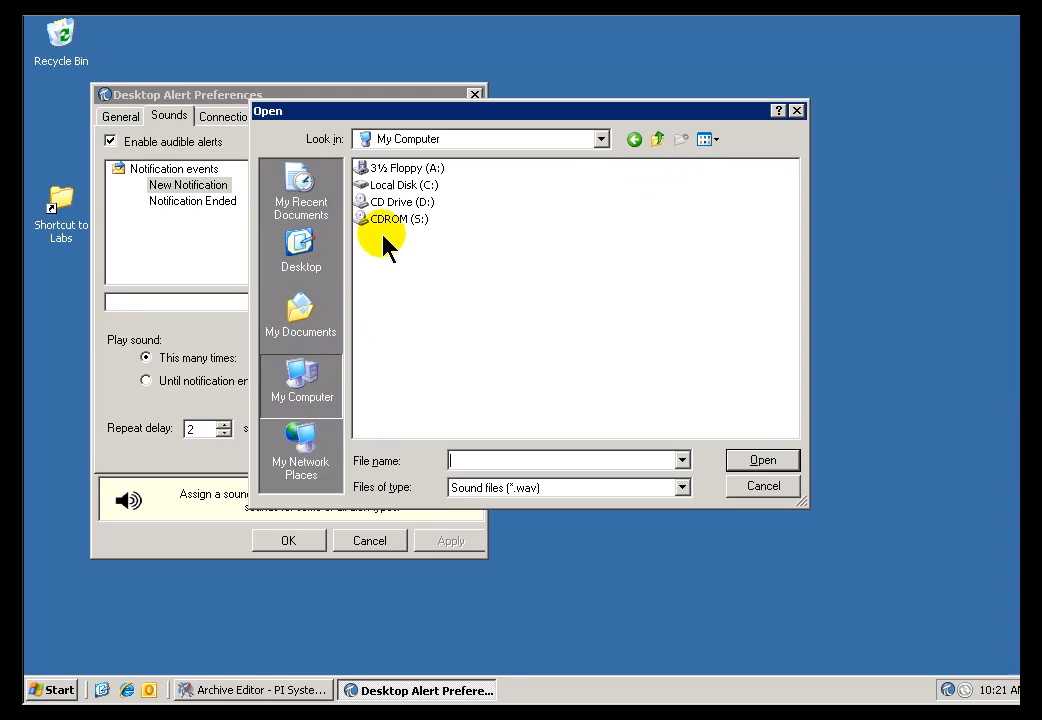 Recycle Bin
Desktop Alert Preferences
General
Sounds
Connectio
Enable audible alerts
Notification events
New Notification
Notification Ended
Shortcut to
Labs
Play sound:
This many times:
Until notification en
Repeat delay:
2
s
Assign a soun
OK
Cancel
Apply
Open
Look in:
My Computer
My Recent
Documents
Desktop
My Documents
My Computer
My Network
Places
3½ Floppy (A:)
Local Disk (C:)
CD Drive (D:)
CDROM (S:)
File name:
Open
Files of type:
Sound files (*.wav)
Cancel
Start
Archive Editor - PI Syste...
Desktop Alert Prefere...
10:21 AM